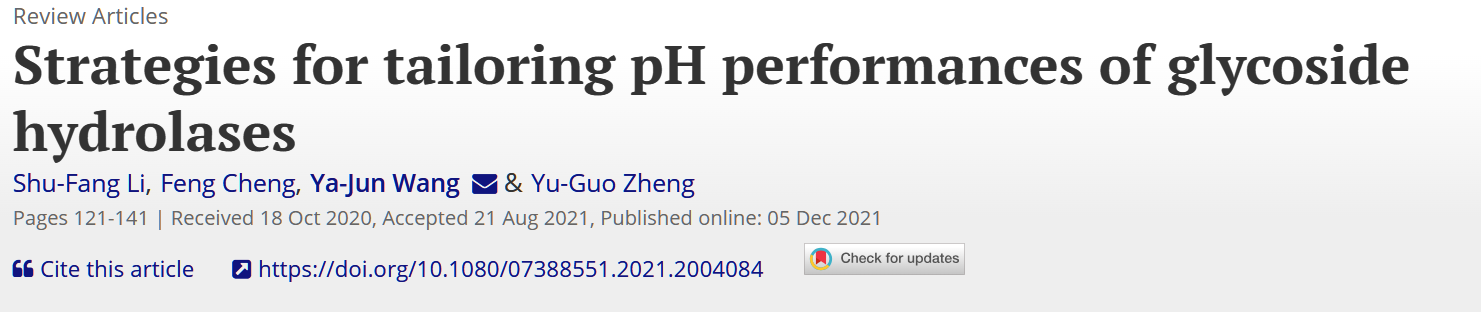 Review Articles
Strategies for tailoring pH performances of glycoside
hydrolases
Shu-Fang Li, Feng Cheng, Ya-Jun Wang & Yu-Guo Zheng
Pages 121-141 | Received 18 Oct 2020, Accepted 21 Aug 2021, Published online: 05 Dec 2021
Cite this article https://doi.org/10.1080/07388551.2021.2004084 Check for updates